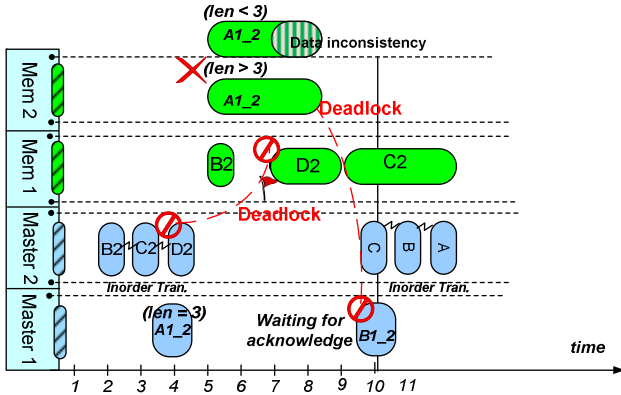 (len < 3)
A1_2
Data inconsistency
(len > 3)
A1_2
Deadlock
Mem 2
B2
D2
C2
Mem 1
Deadlock
B2
C2
D2
C
B
A
Master 2
Inorder Tran.
Inorder Tran.
(len = 3)
A1_2
Waiting for
acknowledge
B1_2
Master 1
time
1 2 3 4 5 6 7 8 9 10 11